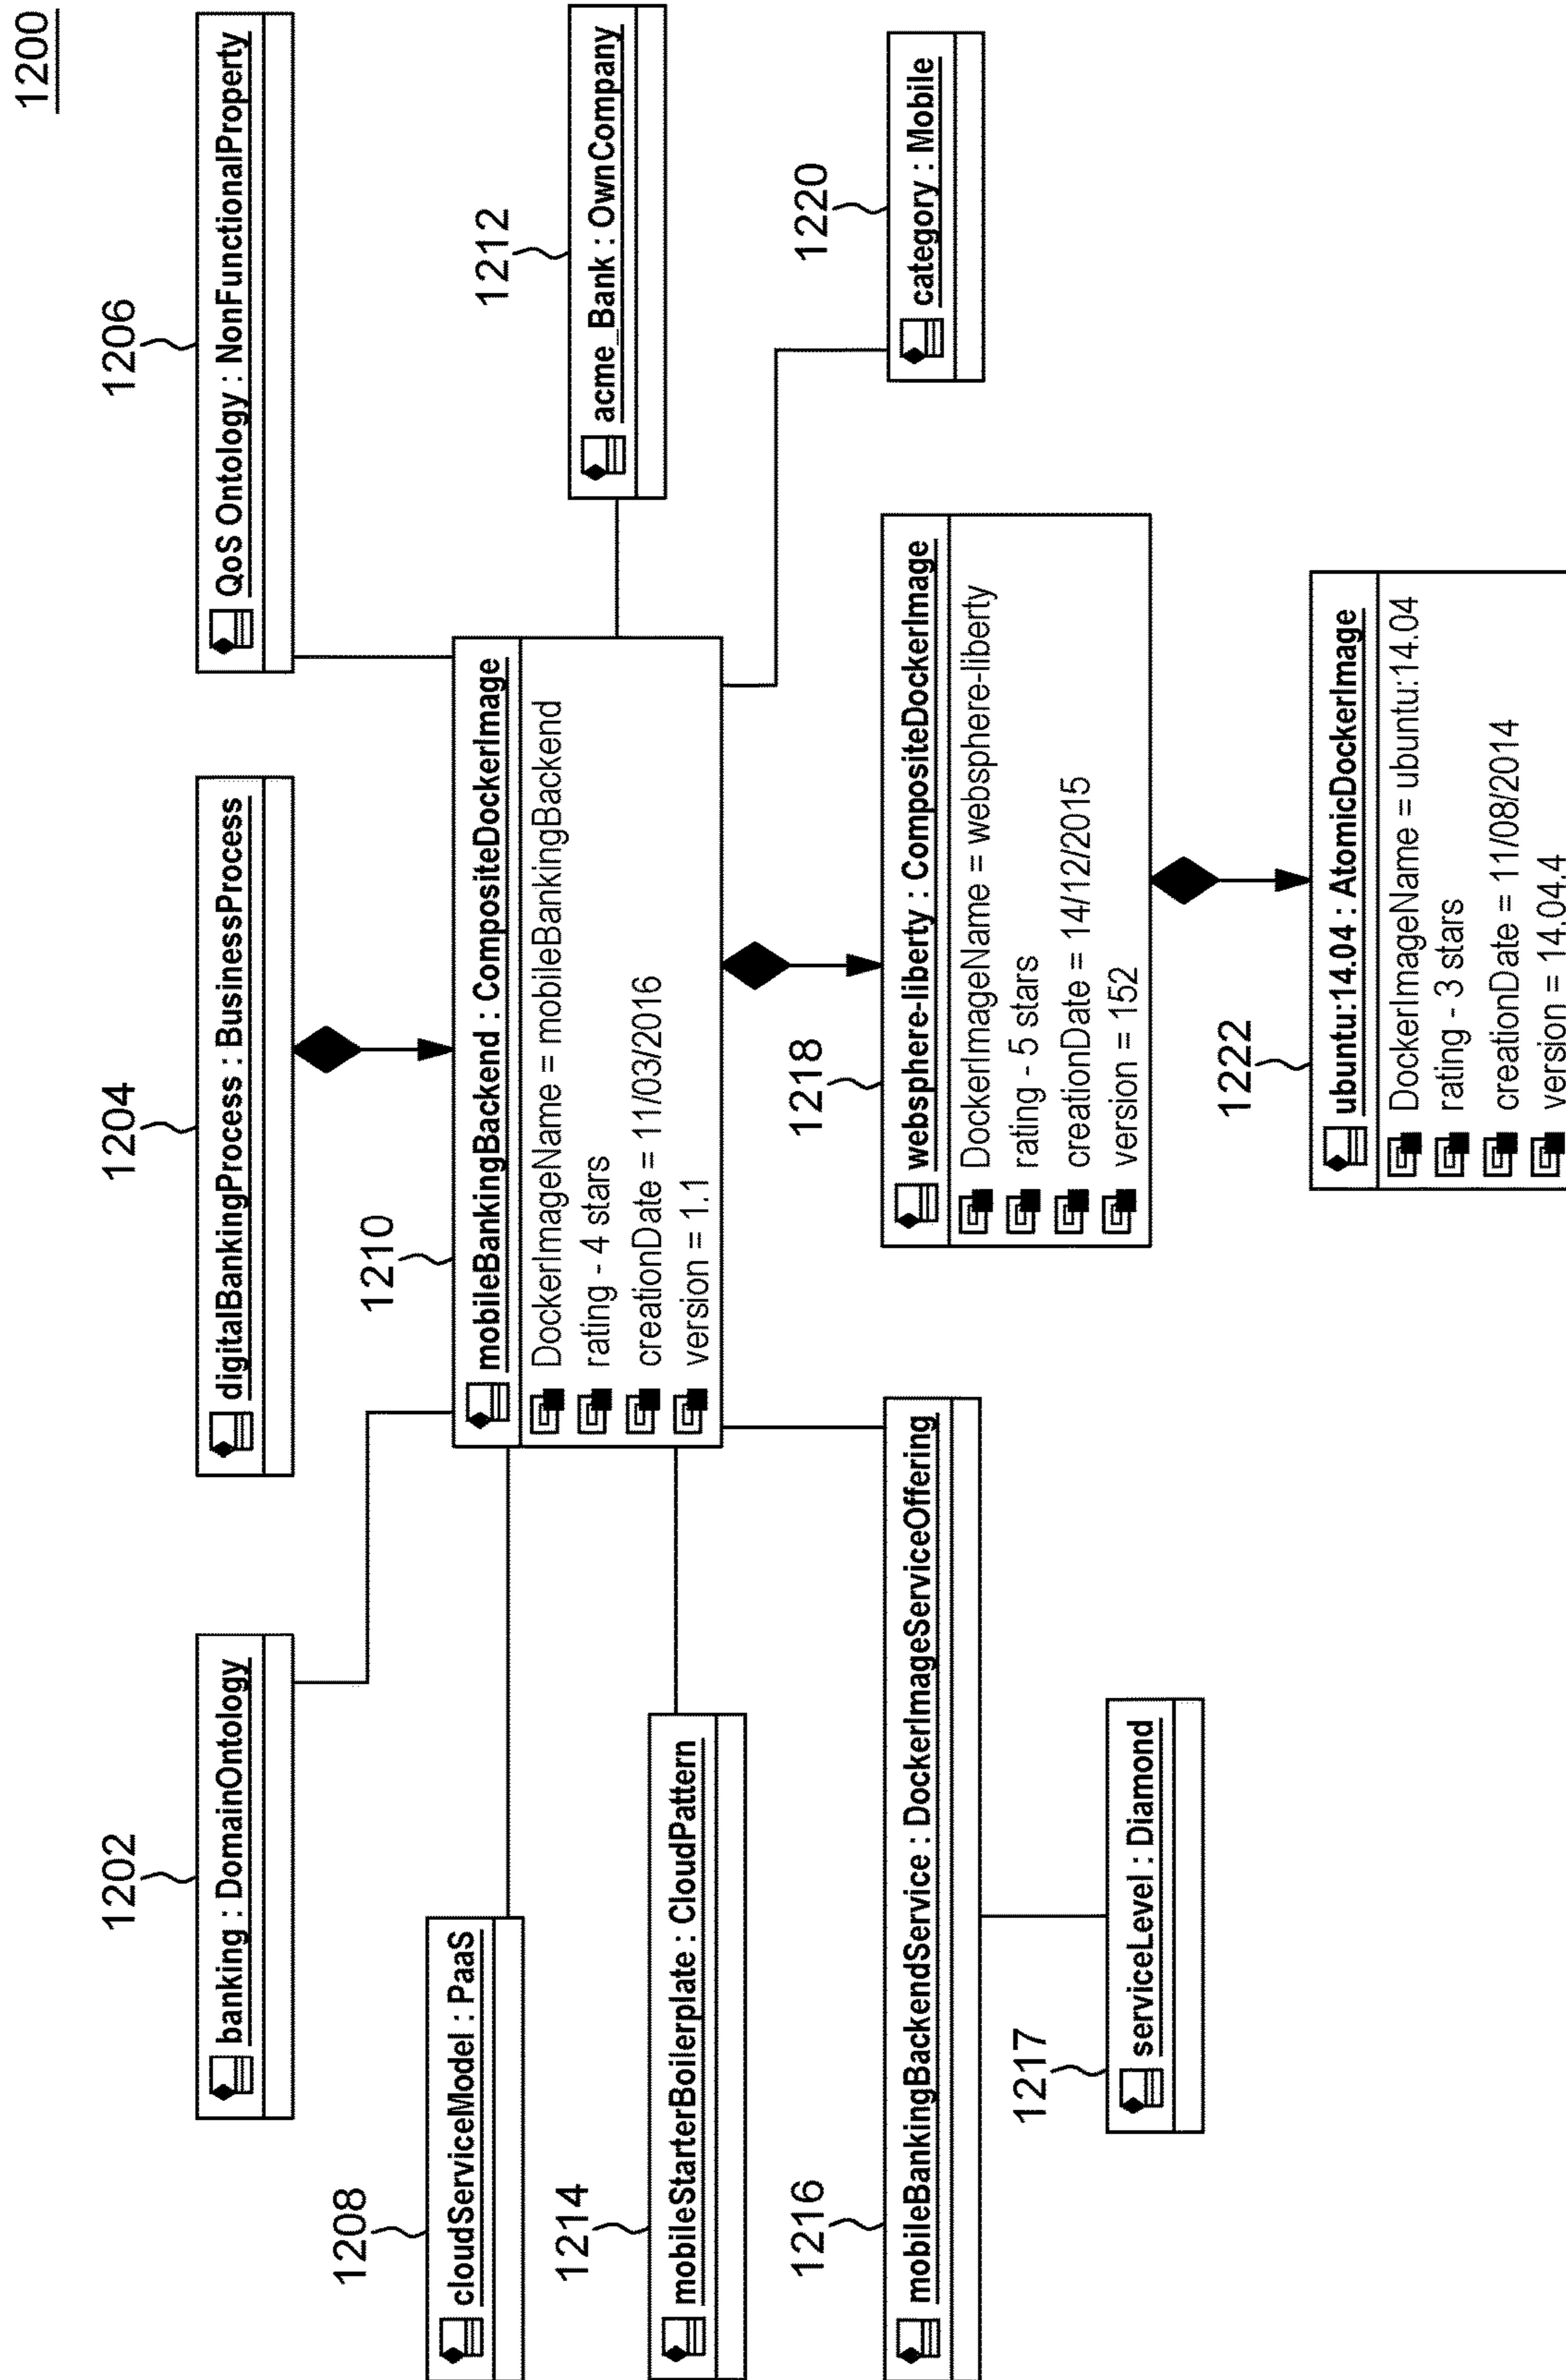 1200
1202
banking : DomainOntology
1204
digitalBankingProcess : BusinessProcess
1206
QoS Ontology : NonFunctionalProperty
1208
cloudServiceModel : PaaS
1210
mobileBankingBackend : CompositeDockerImage
DockerImageName = mobileBankingBackend
rating - 4 stars
creationDate = 11/03/2016
version = 1.1
1212
acme_Bank : OwnCompany
1214
mobileStarterBoilerplate : CloudPattern
1216
mobileBankingBackendService : DockerImageServiceOffering
1217
serviceLevel : Diamond
1218
websphere-liberty : CompositeDockerImage
DockerImageName = websphere-liberty
rating - 5 stars
creationDate = 14/12/2015
version = 152
1220
category : Mobile
1222
ubuntu:14.04 : AtomicDockerImage
DockerImageName = ubuntu:14.04
rating - 3 stars
creationDate = 11/08/2014
version = 14.04.4